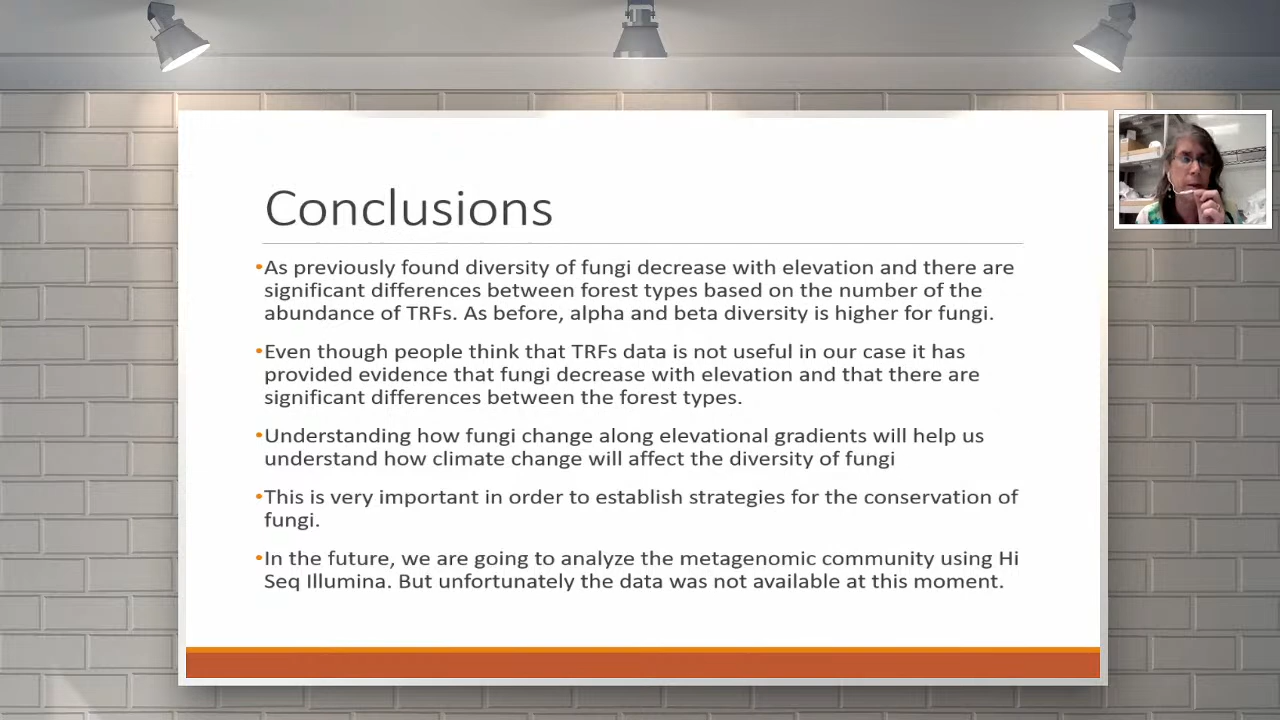 Conclusions
•As previously found diversity of fungi decrease with elevation and there are
significant differences between forest types based on the number of the
abundance of TRFs. As before, alpha and beta diversity is higher for fungi.
•Even though people think that TRFs data is not useful in our case it has
provided evidence that fungi decrease with elevation and that there are
significant differences between the forest types.
•Understanding how fungi change along elevational gradients will help us
understand how climate change will affect the diversity of fungi
•This is very important in order to establish strategies for the conservation of
fungi.
•In the future, we are going to analyze the metagenomic community using Hi
Seq Illumina. But unfortunately the data was not available at this moment.